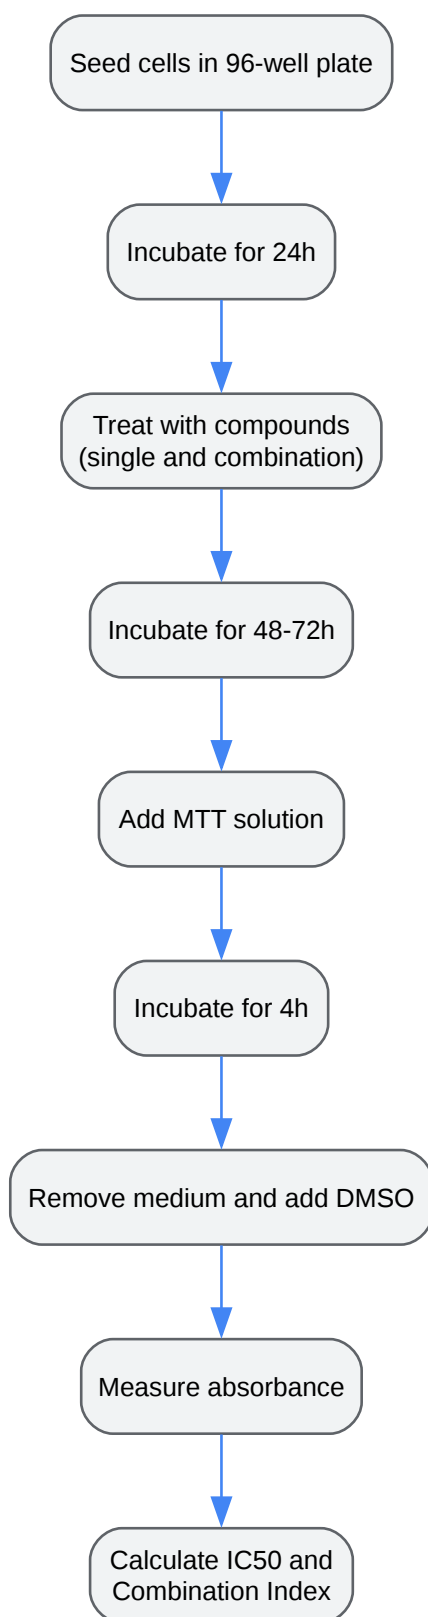 Seed cells in 96-well plate
Incubate for 24h
Treat with compounds
(single and combination)
Incubate for 48-72h
Add MTT solution
Incubate for 4h
Remove medium and add DMSO
Measure absorbance
Calculate IC50 and
Combination Index